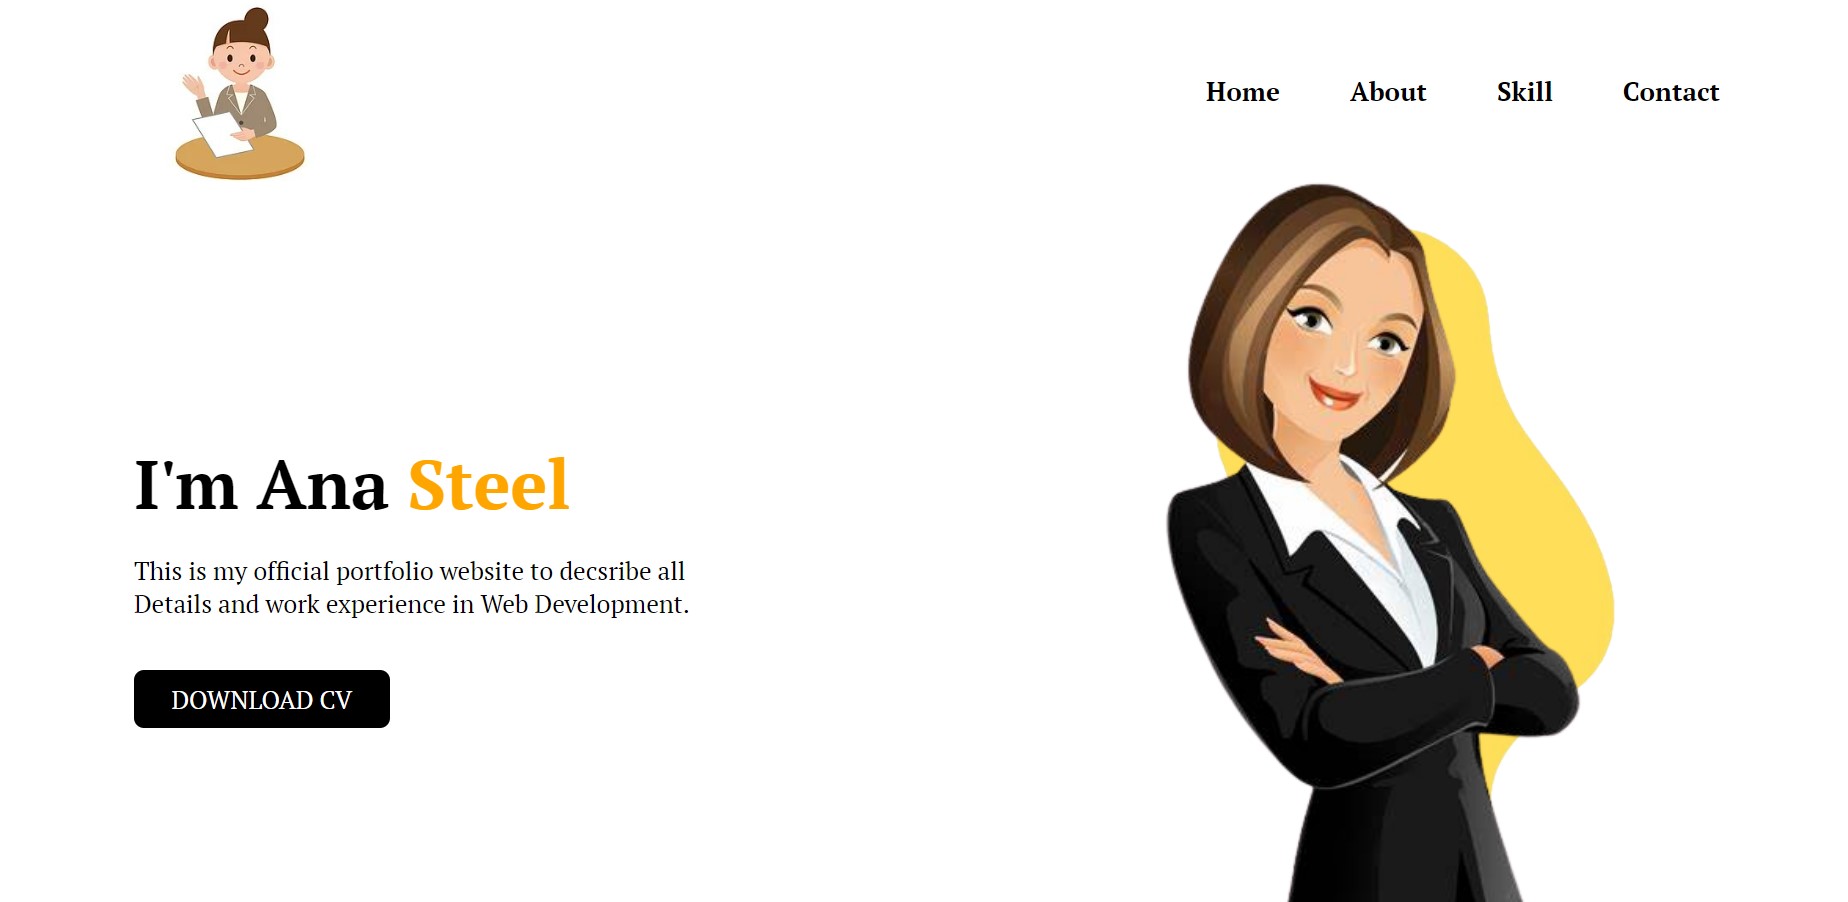 Home About Skill Contact
I'm Ana Steel
This is my official portfolio website to decsribe all
Details and work experience in Web Development.
DOWNLOAD CV